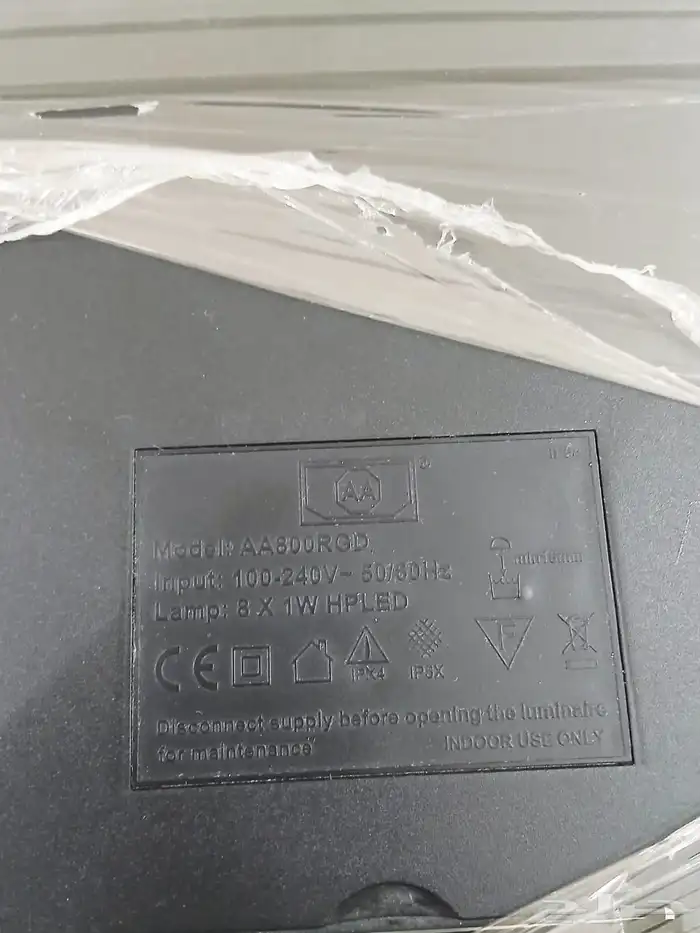 AA
®
Model: AA800RGD
Input: 100-240V~ 50/60Hz
Lamp: 8 X 1W HPLED
CE
F
IPX4
IP6X
Disconnect supply before opening the luminaire
for maintenance
INDOOR USE ONLY